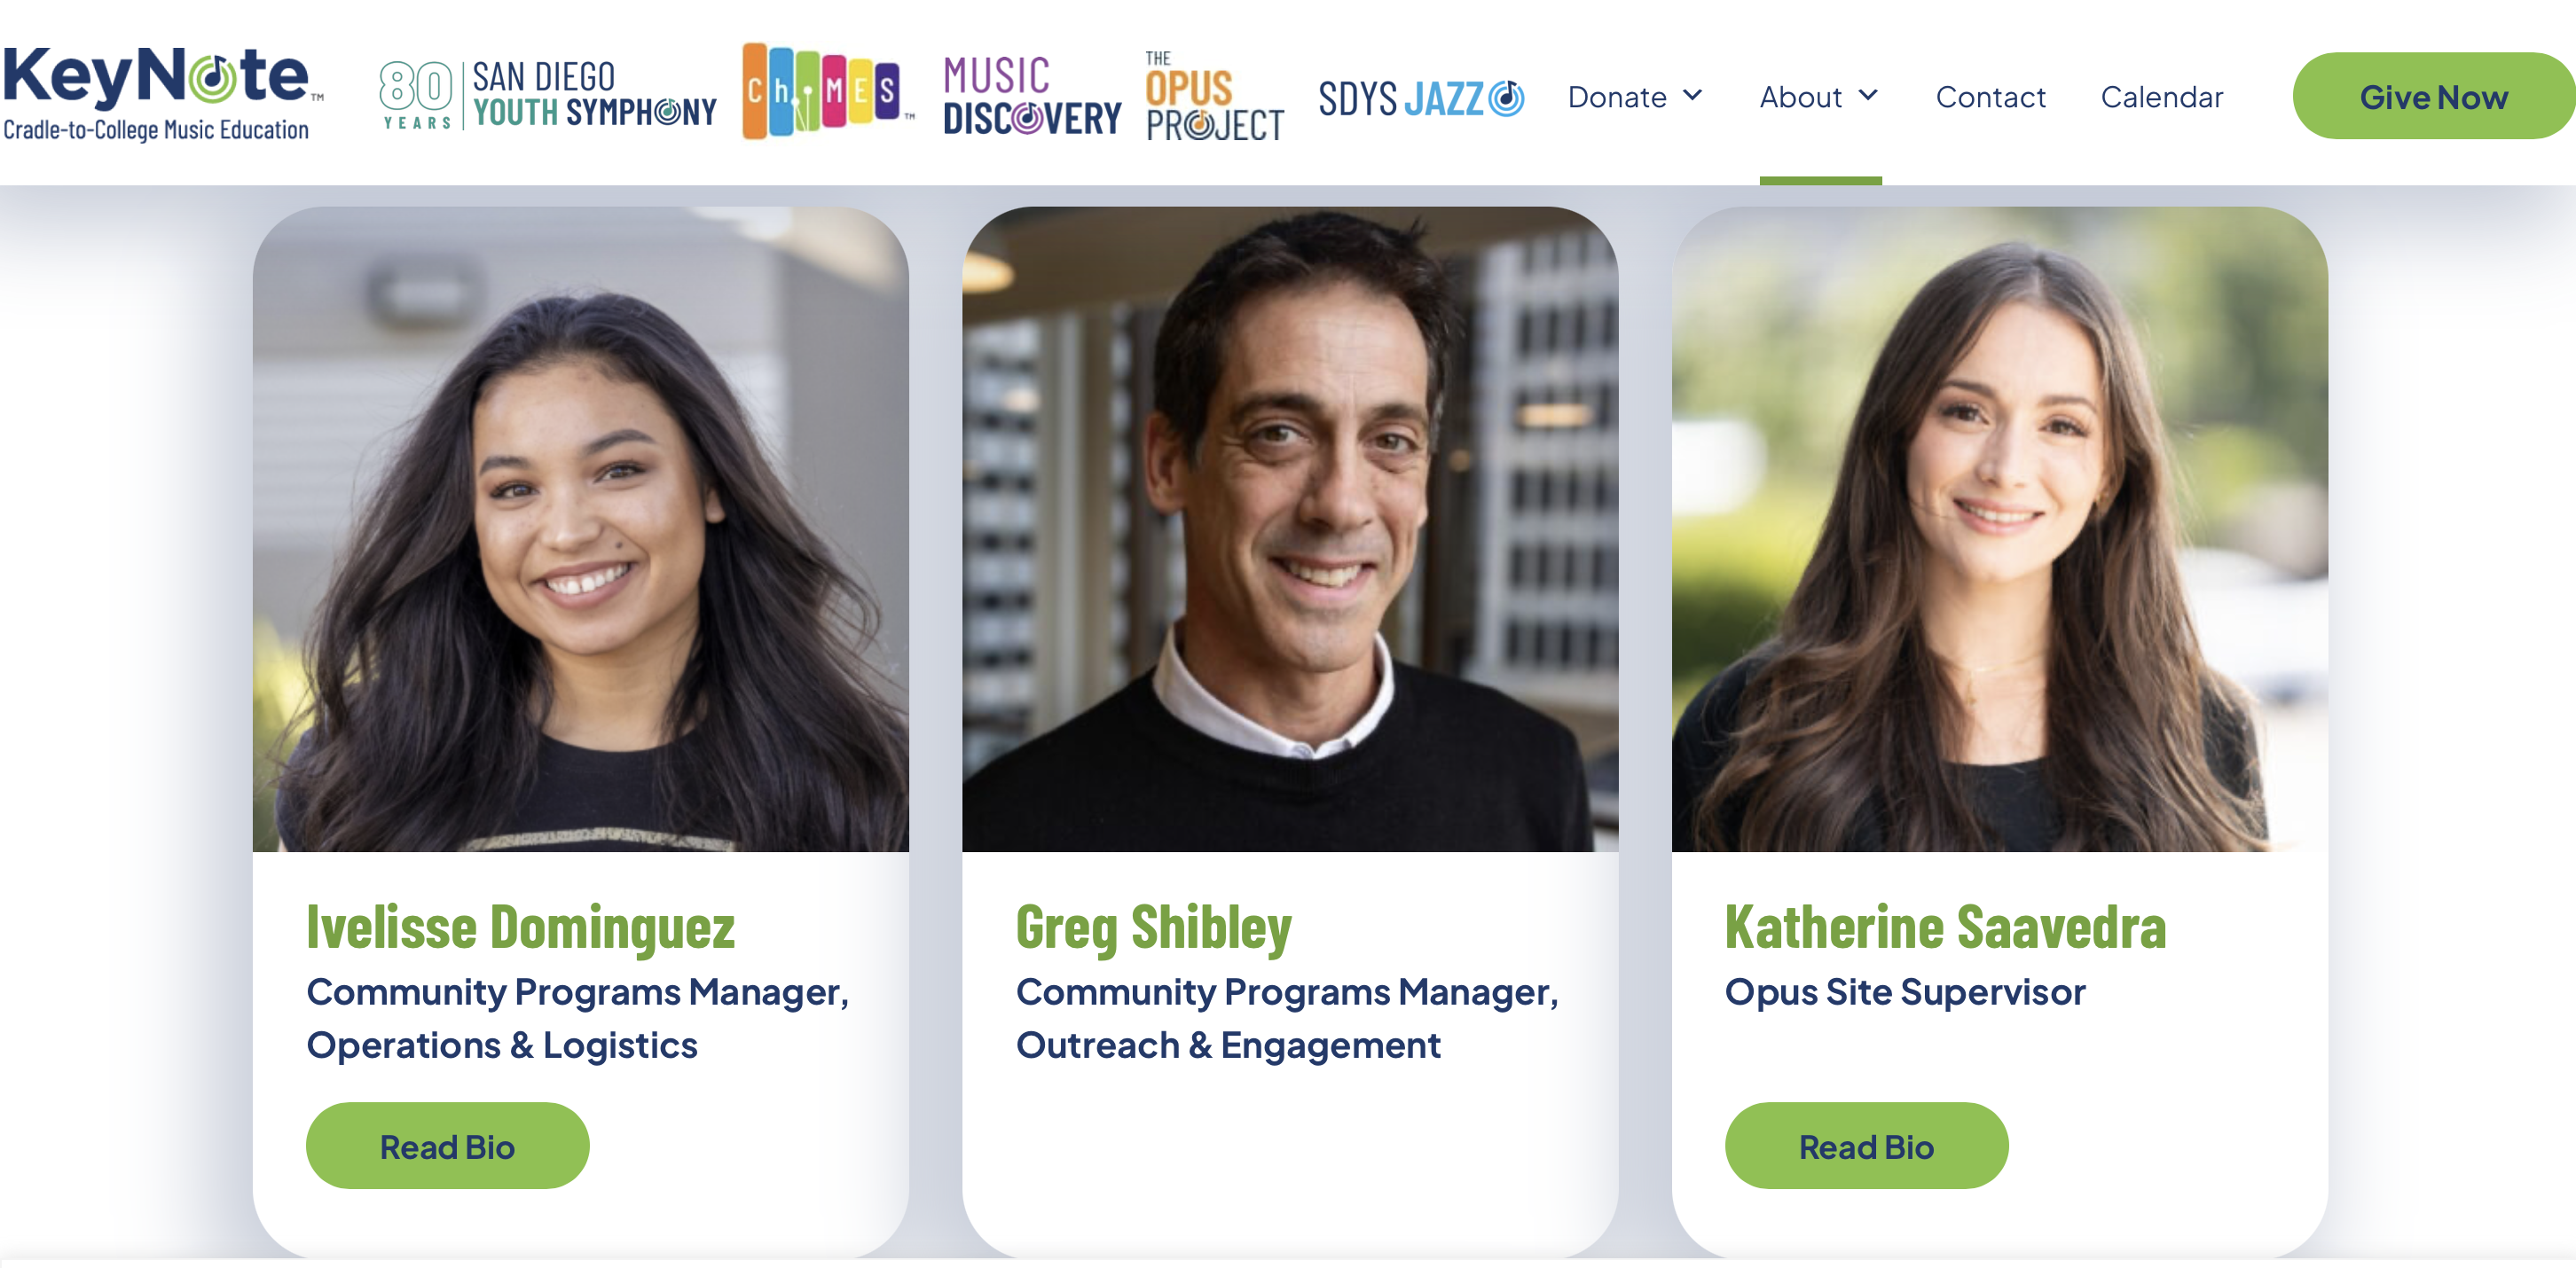 KeyNote™
Cradle-to-College Music Education
80 YEARS
SAN DIEGO
YOUTH SYMPHONY
ChiMES™
MUSIC
DISCOVERY
THE
OPUS
PROJECT
SDYS JAZZ
Donate
About
Contact
Calendar
Give Now
Ivelisse Dominguez
Community Programs Manager,
Operations & Logistics
Read Bio
Greg Shibley
Community Programs Manager,
Outreach & Engagement
Katherine Saavedra
Opus Site Supervisor
Read Bio